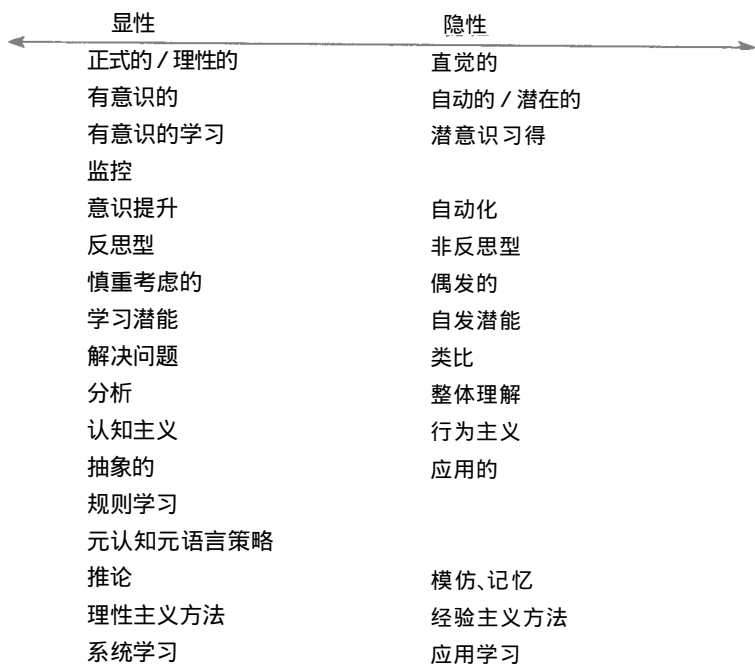 显性 隐性
正式的 / 理性的 直觉的
有意识的 自动的 / 潜在的
有意识的学习 潜意识习得
监控
意识提升 自动化
反思型 非反思型
慎重考虑的 偶发的
学习潜能 自发潜能
解决问题 类比
分析 整体理解
认知主义 行为主义
抽象的 应用的
规则学习
元认知元语言策略
推论 模仿、记忆
理性主义方法 经验主义方法
系统学习 应用学习